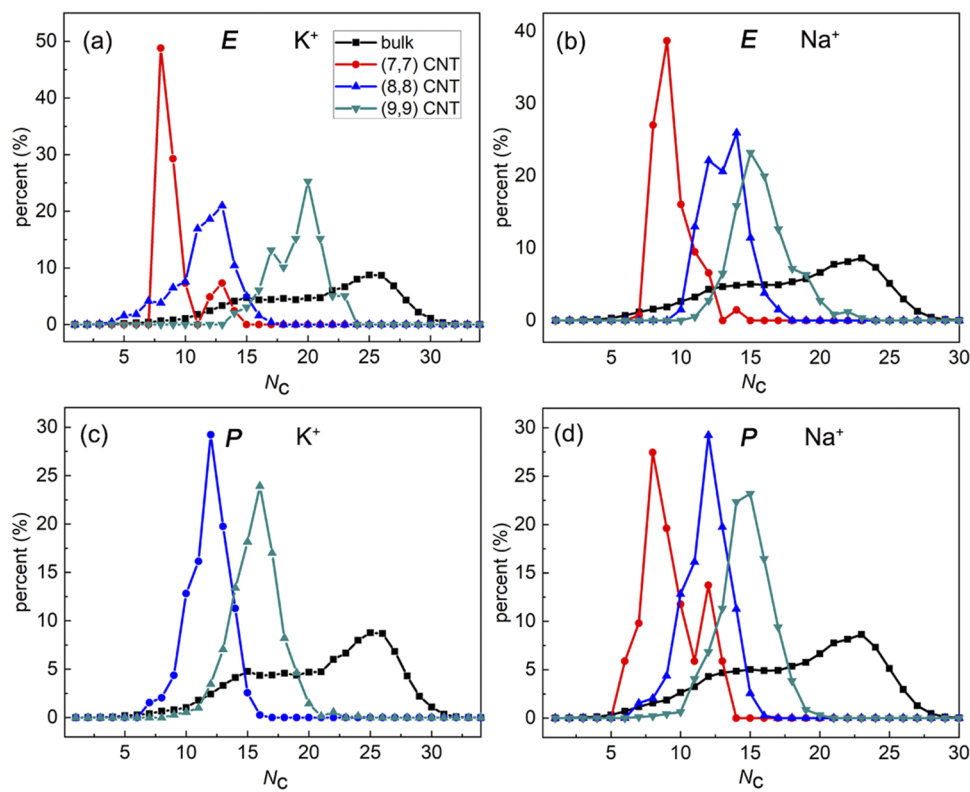 (a) E K⁺
bulk
(7,7) CNT
(8,8) CNT
(9,9) CNT
percent (%)
50
40
30
20
10
0
5 10 15 20 25 30
N_C
(b) E Na⁺
percent (%)
40
30
20
10
0
5 10 15 20 25 30
N_C
(c) P K⁺
percent (%)
30
25
20
15
10
5
0
5 10 15 20 25 30
N_C
(d) P Na⁺
percent (%)
30
25
20
15
10
5
0
5 10 15 20 25 30
N_C